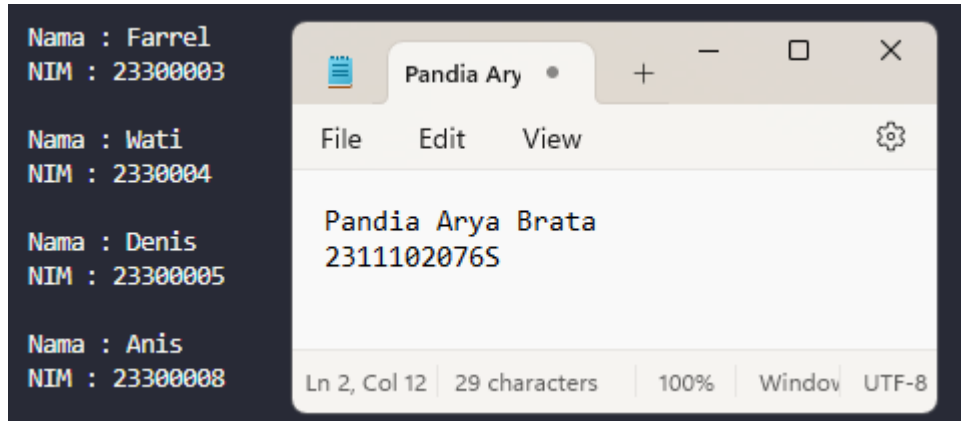 Nama : Farrel
NIM : 23300003
Nama : Wati
NIM : 2330004
Nama : Denis
NIM : 23300005
Nama : Anis
NIM : 23300008
Pandia Ary
File Edit View
Pandia Arya Brata
2311102076S
Ln 2, Col 12 29 characters 100% Window UTF-8